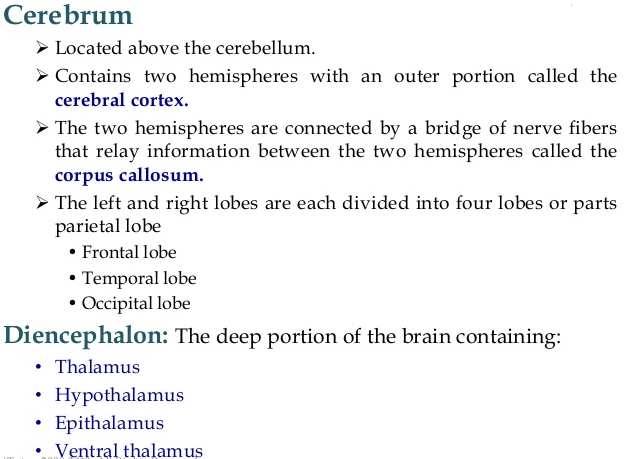 Cerebrum
➤ Located above the cerebellum.
➤ Contains two hemispheres with an outer portion called the
cerebral cortex.
➤ The two hemispheres are connected by a bridge of nerve fibers
that relay information between the two hemispheres called the
corpus callosum.
➤ The left and right lobes are each divided into four lobes or parts
parietal lobe
• Frontal lobe
• Temporal lobe
• Occipital lobe
Diencephalon: The deep portion of the brain containing:
• Thalamus
• Hypothalamus
• Epithalamus
• Ventral thalamus